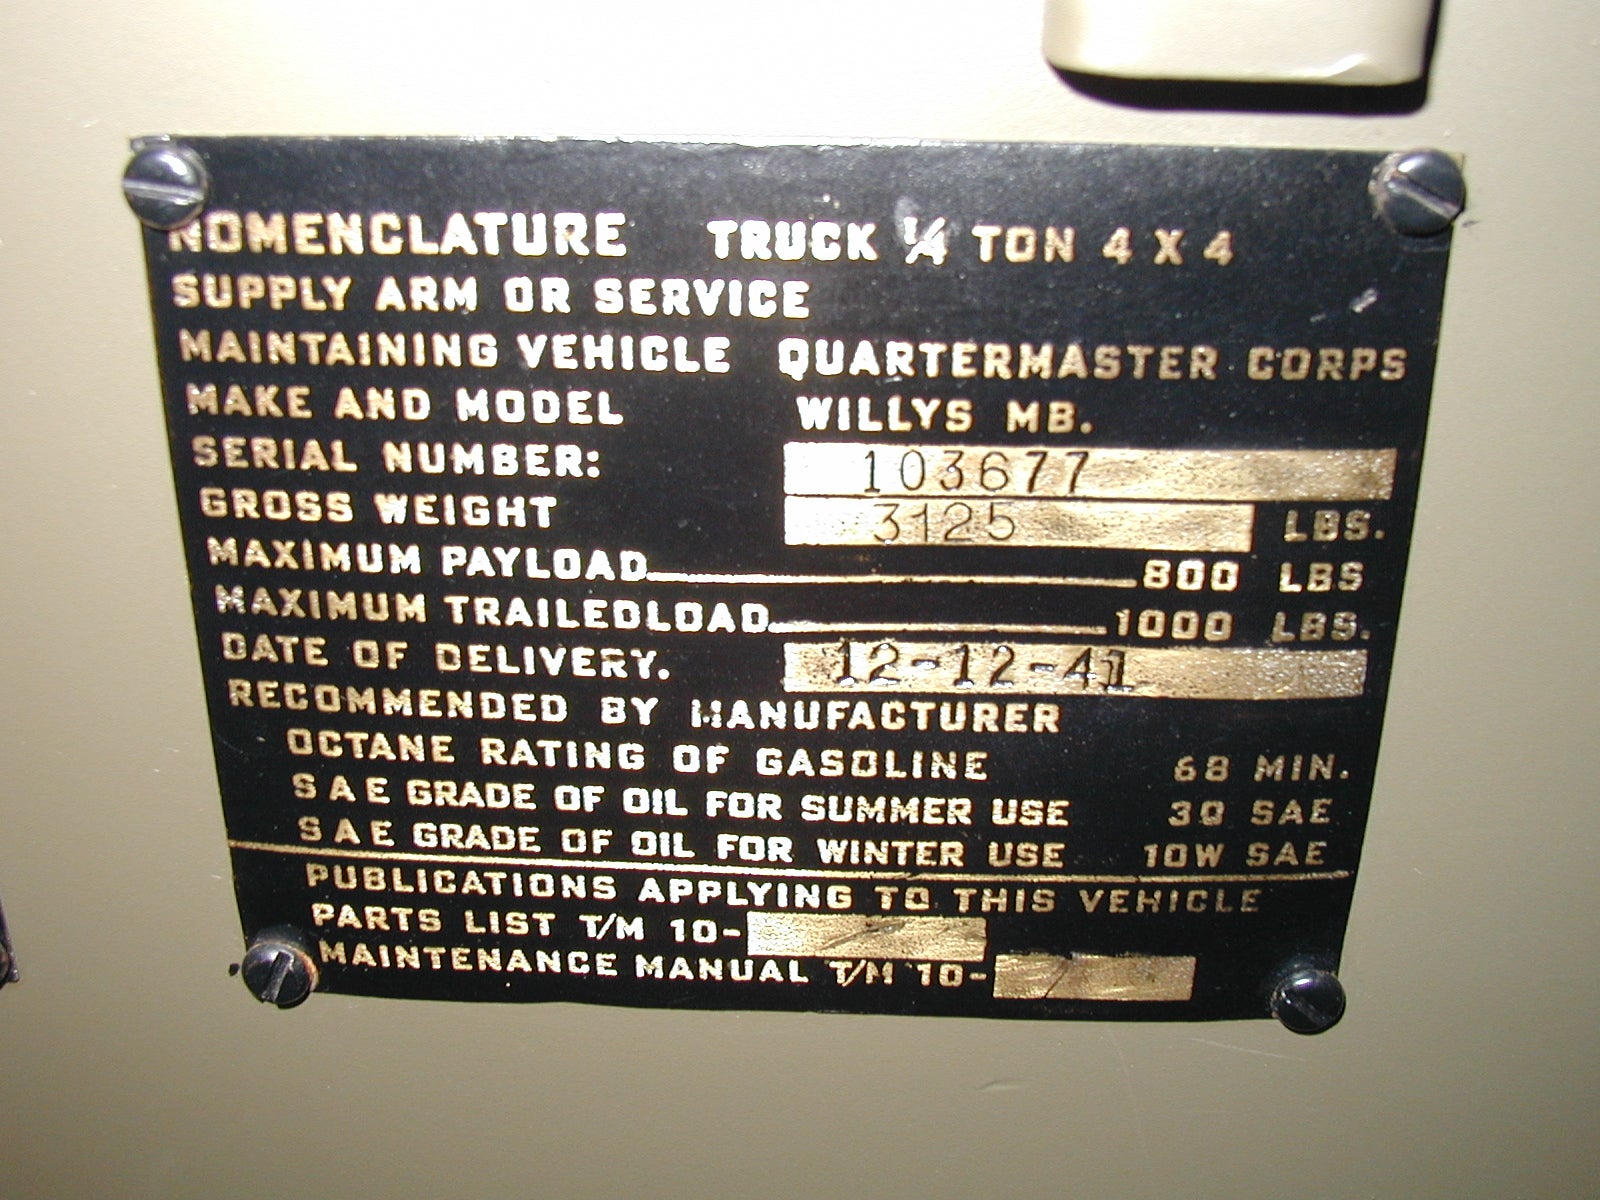 NOMENCLATURE TRUCK 1/4 TON 4 X 4
SUPPLY ARM OR SERVICE
MAINTAINING VEHICLE QUARTERMASTER CORPS
MAKE AND MODEL WILLYS MB.
SERIAL NUMBER: 103677
GROSS WEIGHT 3125 LBS.
MAXIMUM PAYLOAD 800 LBS
MAXIMUM TRAILEDLOAD 1000 LBS.
DATE OF DELIVERY. 12-12-41
RECOMMENDED BY MANUFACTURER
OCTANE RATING OF GASOLINE 68 MIN.
S A E GRADE OF OIL FOR SUMMER USE 30 SAE
S A E GRADE OF OIL FOR WINTER USE 10W SAE
PUBLICATIONS APPLYING TO THIS VEHICLE
PARTS LIST T/M 10-
MAINTENANCE MANUAL T/M 10-